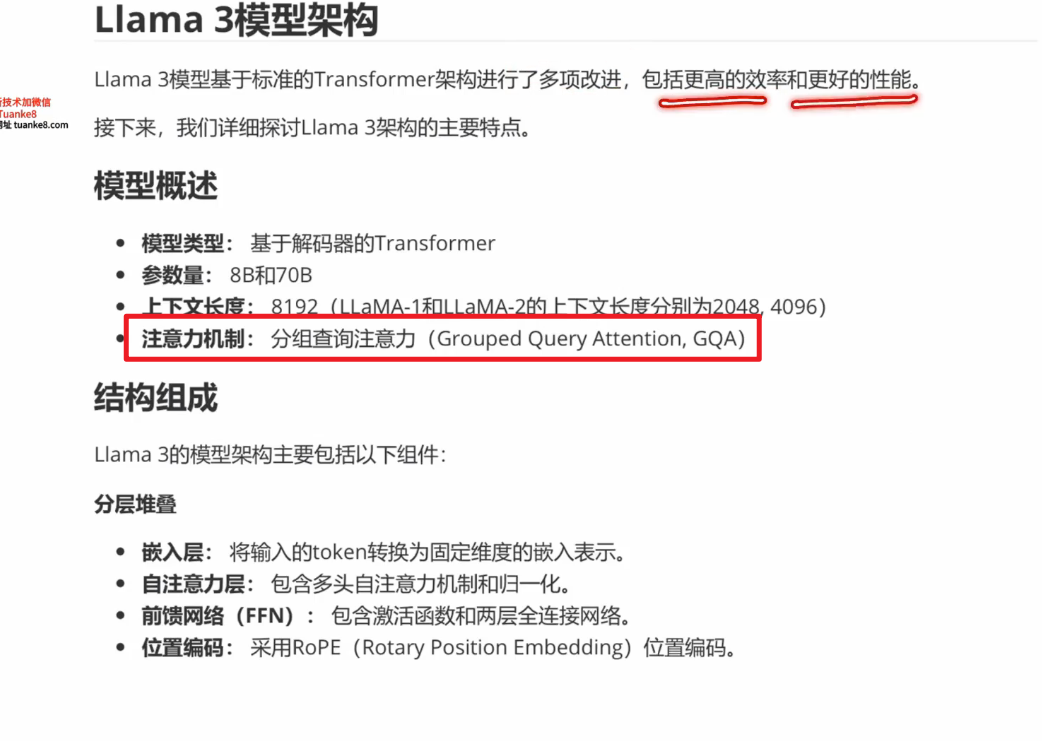 Llama 3模型架构
Llama 3模型基于标准的Transformer架构进行了多项改进，包括更高的效率和更好的性能。
技术加微信
Tuanke8
址 tuanke8.com
接下来，我们详细探讨Llama 3架构的主要特点。
模型概述
• 模型类型： 基于解码器的Transformer
• 参数量： 8B和70B
• 上下文长度： 8192（LLaMA-1和LLaMA-2的上下文长度分别为2048, 4096）
• 注意力机制： 分组查询注意力（Grouped Query Attention, GQA）
结构组成
Llama 3的模型架构主要包括以下组件：
分层堆叠
• 嵌入层： 将输入的token转换为固定维度的嵌入表示。
• 自注意力层： 包含多头自注意力机制和归一化。
• 前馈网络（FFN）： 包含激活函数和两层全连接网络。
• 位置编码： 采用RoPE（Rotary Position Embedding）位置编码。